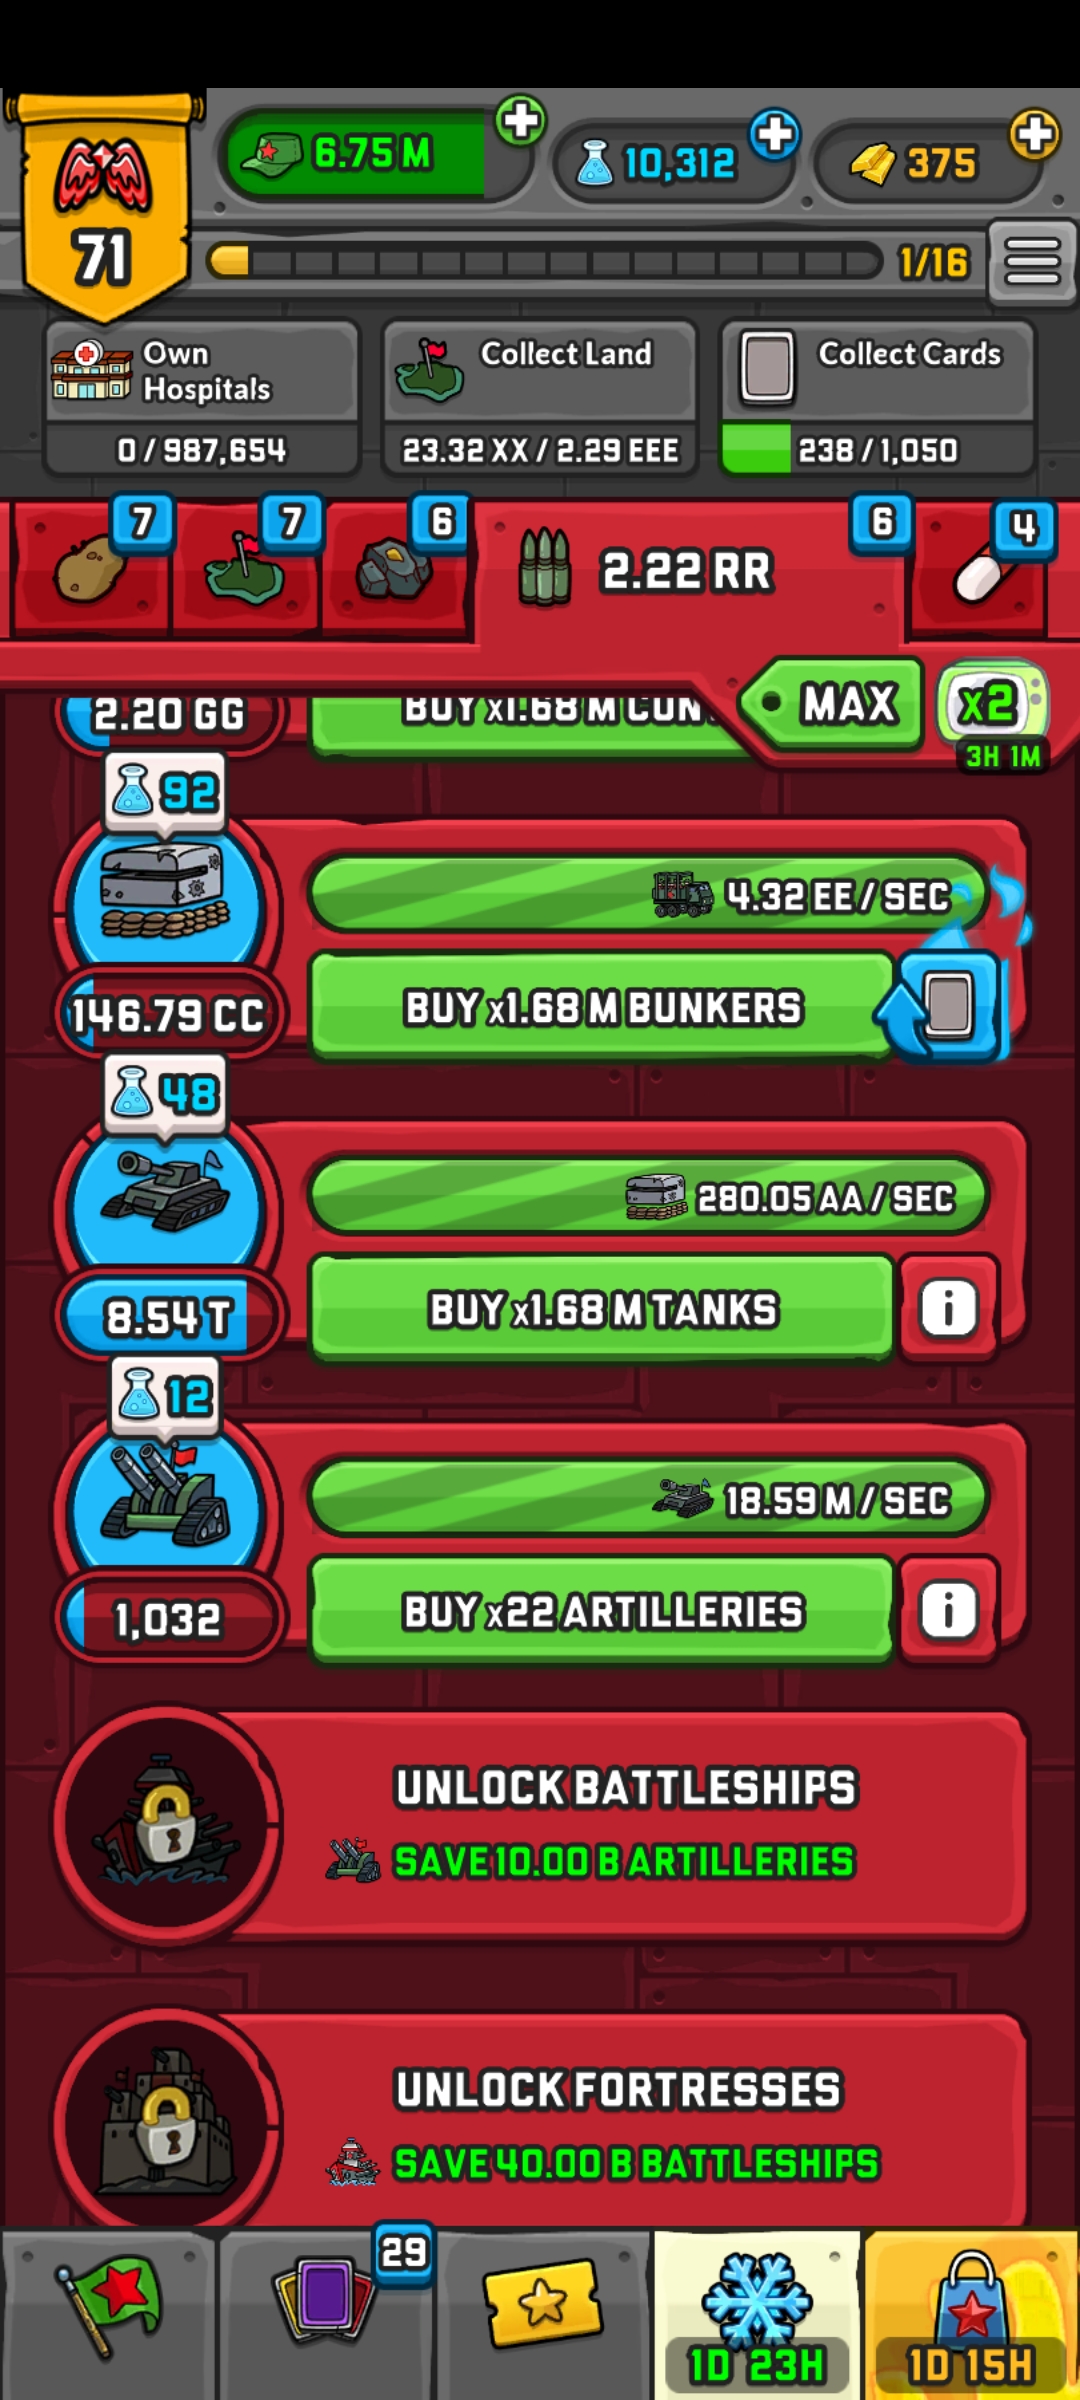 71
6.75 M
10,312
375
1/16
Own
Hospitals
0 / 987,654
Collect Land
23.32 XX / 2.29 EEE
Collect Cards
238 / 1,050
7
7
6
2.22 RR
6
4
2.20 GG
BUY x1.68 M CON
MAX
x2
3H 1M
92
4.32 EE / SEC
146.79 CC
BUY x1.68 M BUNKERS
48
280.05 AA / SEC
8.54 T
BUY x1.68 M TANKS
i
12
18.59 M / SEC
1,032
BUY x22 ARTILLERIES
i
UNLOCK BATTLESHIPS
SAVE 10.00 B ARTILLERIES
UNLOCK FORTRESSES
SAVE 40.00 B BATTLESHIPS
29
1D 23H
1D 15H